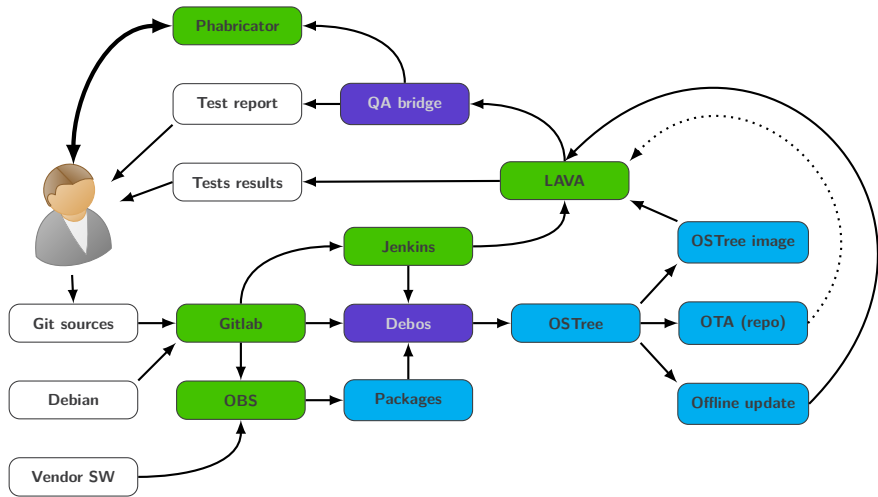 Phabricator
Test report
QA bridge
Tests results
LAVA
Jenkins
OSTree image
Git sources
Gitlab
Debos
OSTree
OTA (repo)
Debian
OBS
Packages
Offline update
Vendor SW